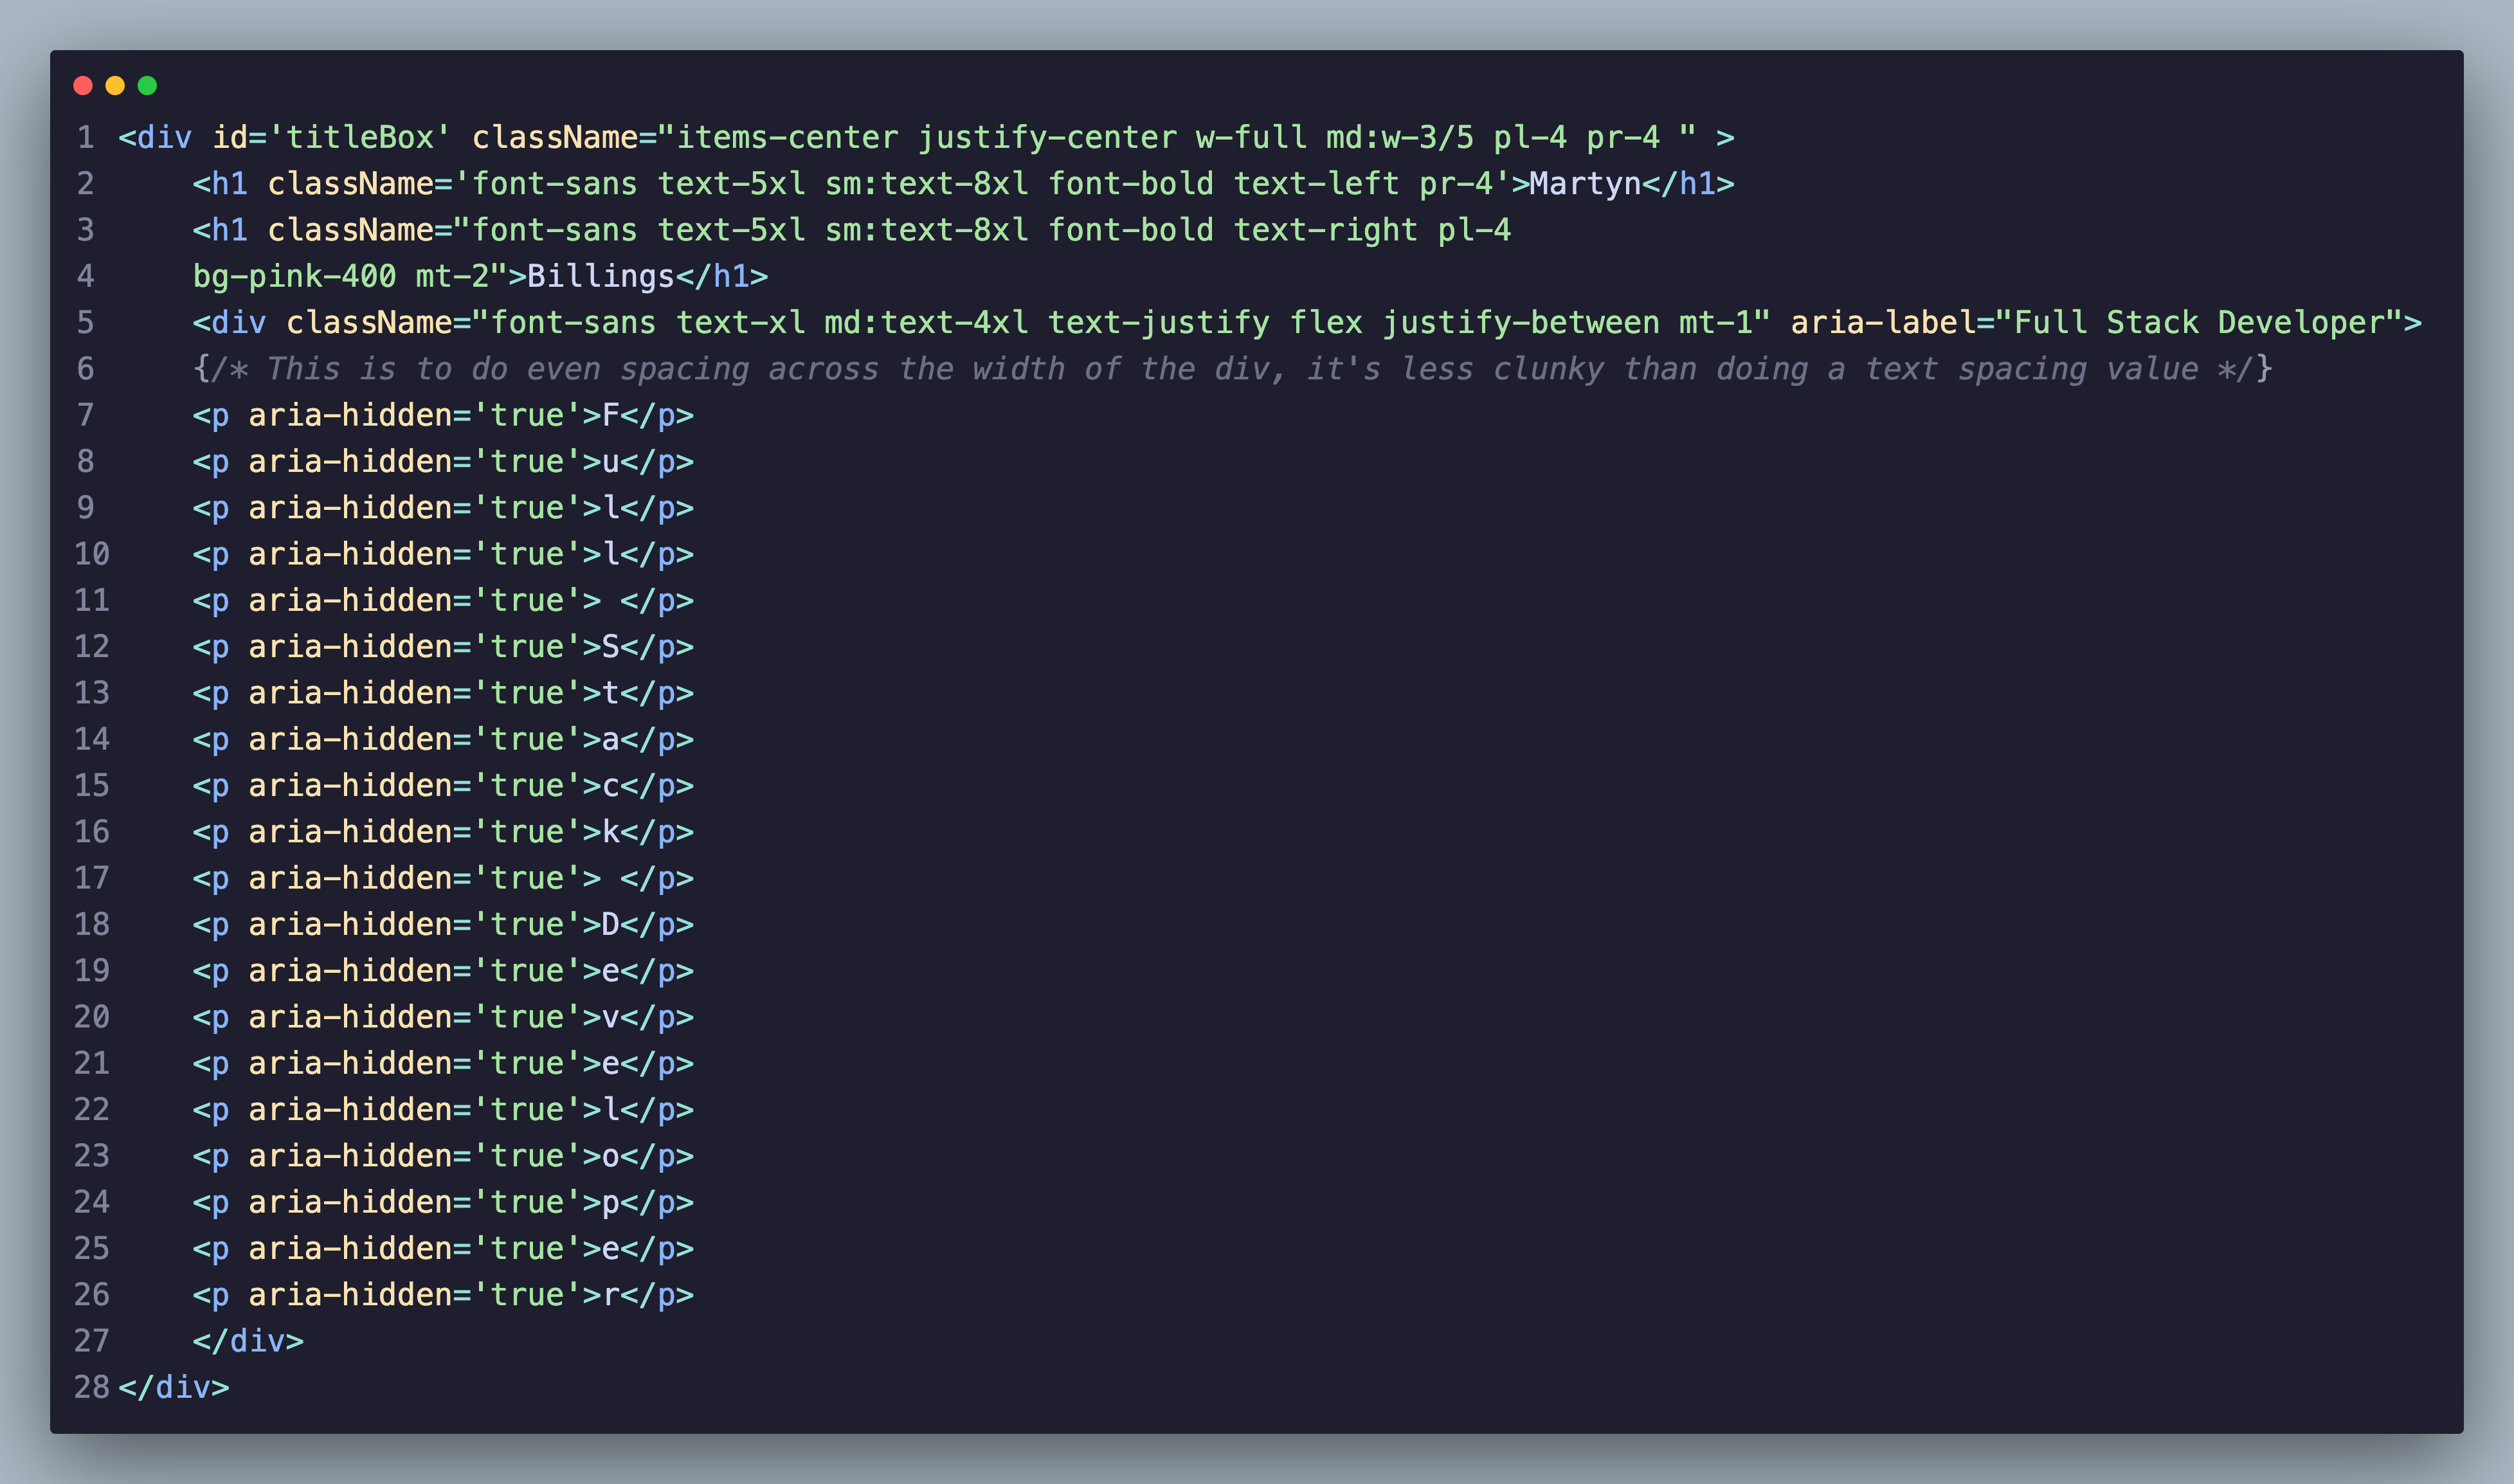 1 <div id='titleBox' className="items-center justify-center w-full md:w-3/5 pl-4 pr-4 " >
2     <h1 className='font-sans text-5xl sm:text-8xl font-bold text-left pr-4'>Martyn</h1>
3     <h1 className="font-sans text-5xl sm:text-8xl font-bold text-right pl-4
4     bg-pink-400 mt-2">Billings</h1>
5     <div className="font-sans text-xl md:text-4xl text-justify flex justify-between mt-1" aria-label="Full Stack Developer">
6     {/* This is to do even spacing across the width of the div, it's less clunky than doing a text spacing value */}
7     <p aria-hidden='true'>F</p>
8     <p aria-hidden='true'>u</p>
9     <p aria-hidden='true'>l</p>
10    <p aria-hidden='true'>l</p>
11    <p aria-hidden='true'> </p>
12    <p aria-hidden='true'>S</p>
13    <p aria-hidden='true'>t</p>
14    <p aria-hidden='true'>a</p>
15    <p aria-hidden='true'>c</p>
16    <p aria-hidden='true'>k</p>
17    <p aria-hidden='true'> </p>
18    <p aria-hidden='true'>D</p>
19    <p aria-hidden='true'>e</p>
20    <p aria-hidden='true'>v</p>
21    <p aria-hidden='true'>e</p>
22    <p aria-hidden='true'>l</p>
23    <p aria-hidden='true'>o</p>
24    <p aria-hidden='true'>p</p>
25    <p aria-hidden='true'>e</p>
26    <p aria-hidden='true'>r</p>
27    </div>
28 </div>